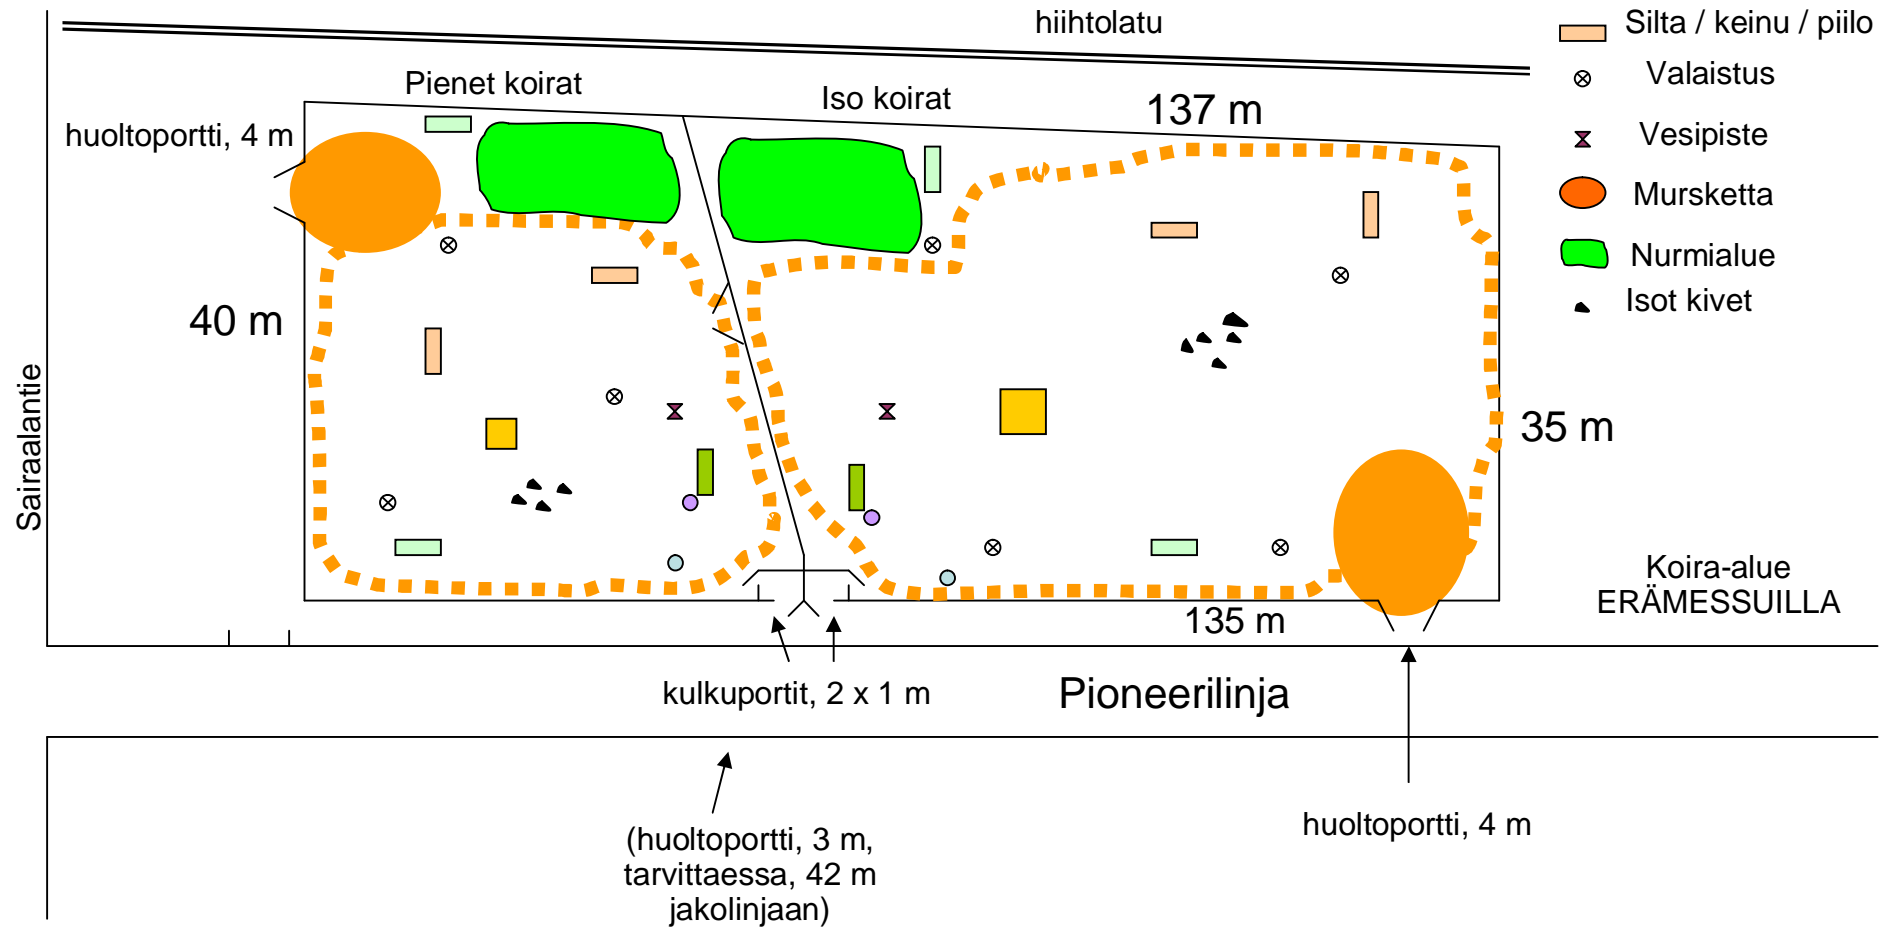 hiihtolatu
Silta / keinu / piilo
Valaistus
Vesipiste
Mursketta
Nurmialue
Isot kivet
Pienet koirat
Iso koirat
137 m
huoltoportti, 4 m
40 m
35 m
Sairaalantie
Koira-alue
ERÄMESSUILLA
135 m
kulkuportit, 2 x 1 m
Pioneerilinja
huoltoportti, 4 m
(huoltoportti, 3 m,
tarvittaessa, 42 m
jakolinjaan)